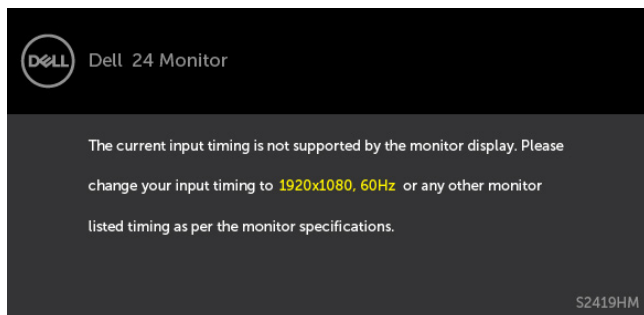 DELL
Dell 24 Monitor
The current input timing is not supported by the monitor display. Please
change your input timing to 1920x1080, 60Hz or any other monitor
listed timing as per the monitor specifications.
S2419HM